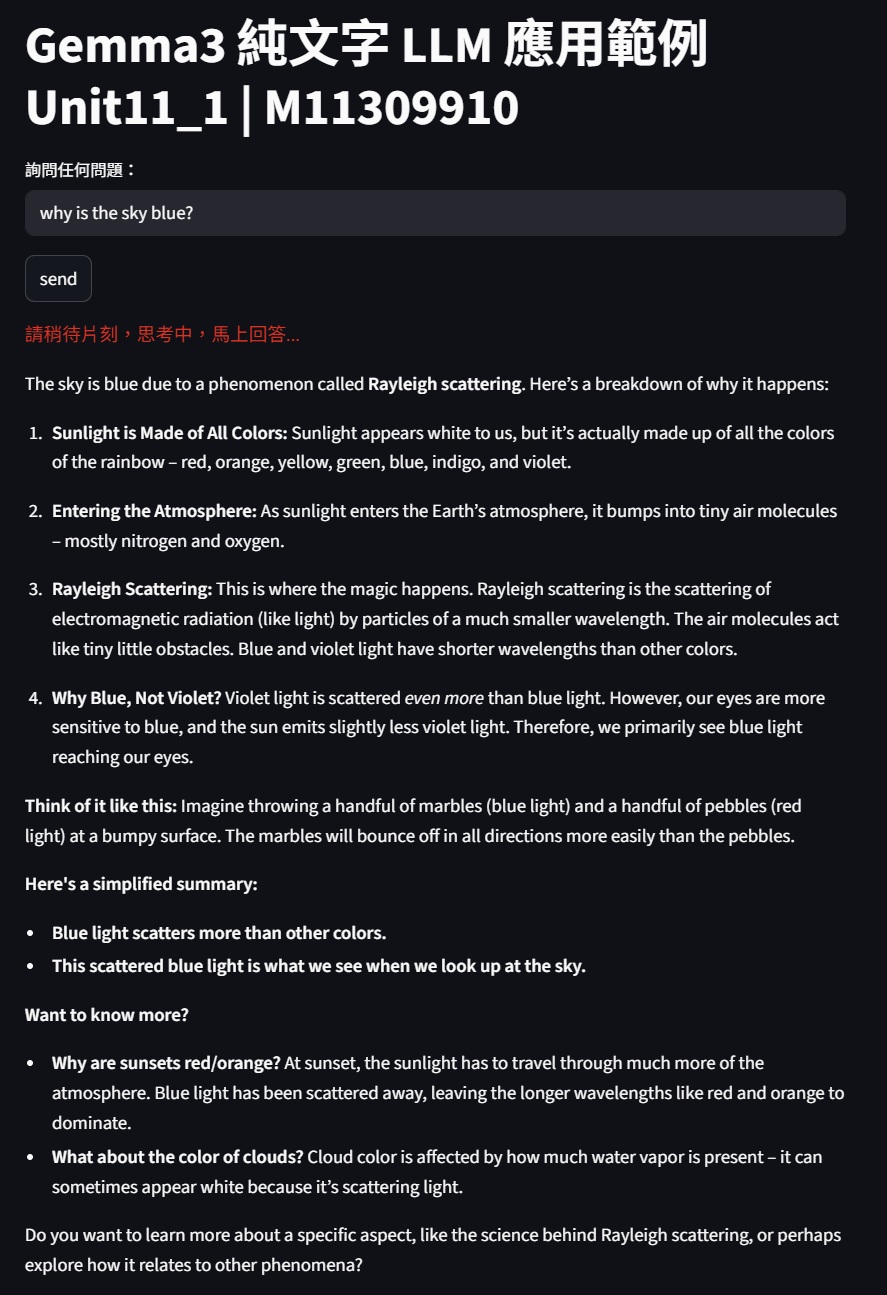 Gemma3 純文字 LLM 應用範例
Unit11_1 | M11309910
詢問任何問題：
why is the sky blue?
send
請稍待片刻，思考中，馬上回答...
The sky is blue due to a phenomenon called Rayleigh scattering. Here’s a breakdown of why it happens:
1. Sunlight is Made of All Colors: Sunlight appears white to us, but it’s actually made up of all the colors
of the rainbow – red, orange, yellow, green, blue, indigo, and violet.
2. Entering the Atmosphere: As sunlight enters the Earth’s atmosphere, it bumps into tiny air molecules
– mostly nitrogen and oxygen.
3. Rayleigh Scattering: This is where the magic happens. Rayleigh scattering is the scattering of
electromagnetic radiation (like light) by particles of a much smaller wavelength. The air molecules act
like tiny little obstacles. Blue and violet light have shorter wavelengths than other colors.
4. Why Blue, Not Violet? Violet light is scattered even more than blue light. However, our eyes are more
sensitive to blue, and the sun emits slightly less violet light. Therefore, we primarily see blue light
reaching our eyes.
Think of it like this: Imagine throwing a handful of marbles (blue light) and a handful of pebbles (red
light) at a bumpy surface. The marbles will bounce off in all directions more easily than the pebbles.
Here's a simplified summary:
• Blue light scatters more than other colors.
• This scattered blue light is what we see when we look up at the sky.
Want to know more?
• Why are sunsets red/orange? At sunset, the sunlight has to travel through much more of the
atmosphere. Blue light has been scattered away, leaving the longer wavelengths like red and orange to
dominate.
• What about the color of clouds? Cloud color is affected by how much water vapor is present – it can
sometimes appear white because it’s scattering light.
Do you want to learn more about a specific aspect, like the science behind Rayleigh scattering, or perhaps
explore how it relates to other phenomena?